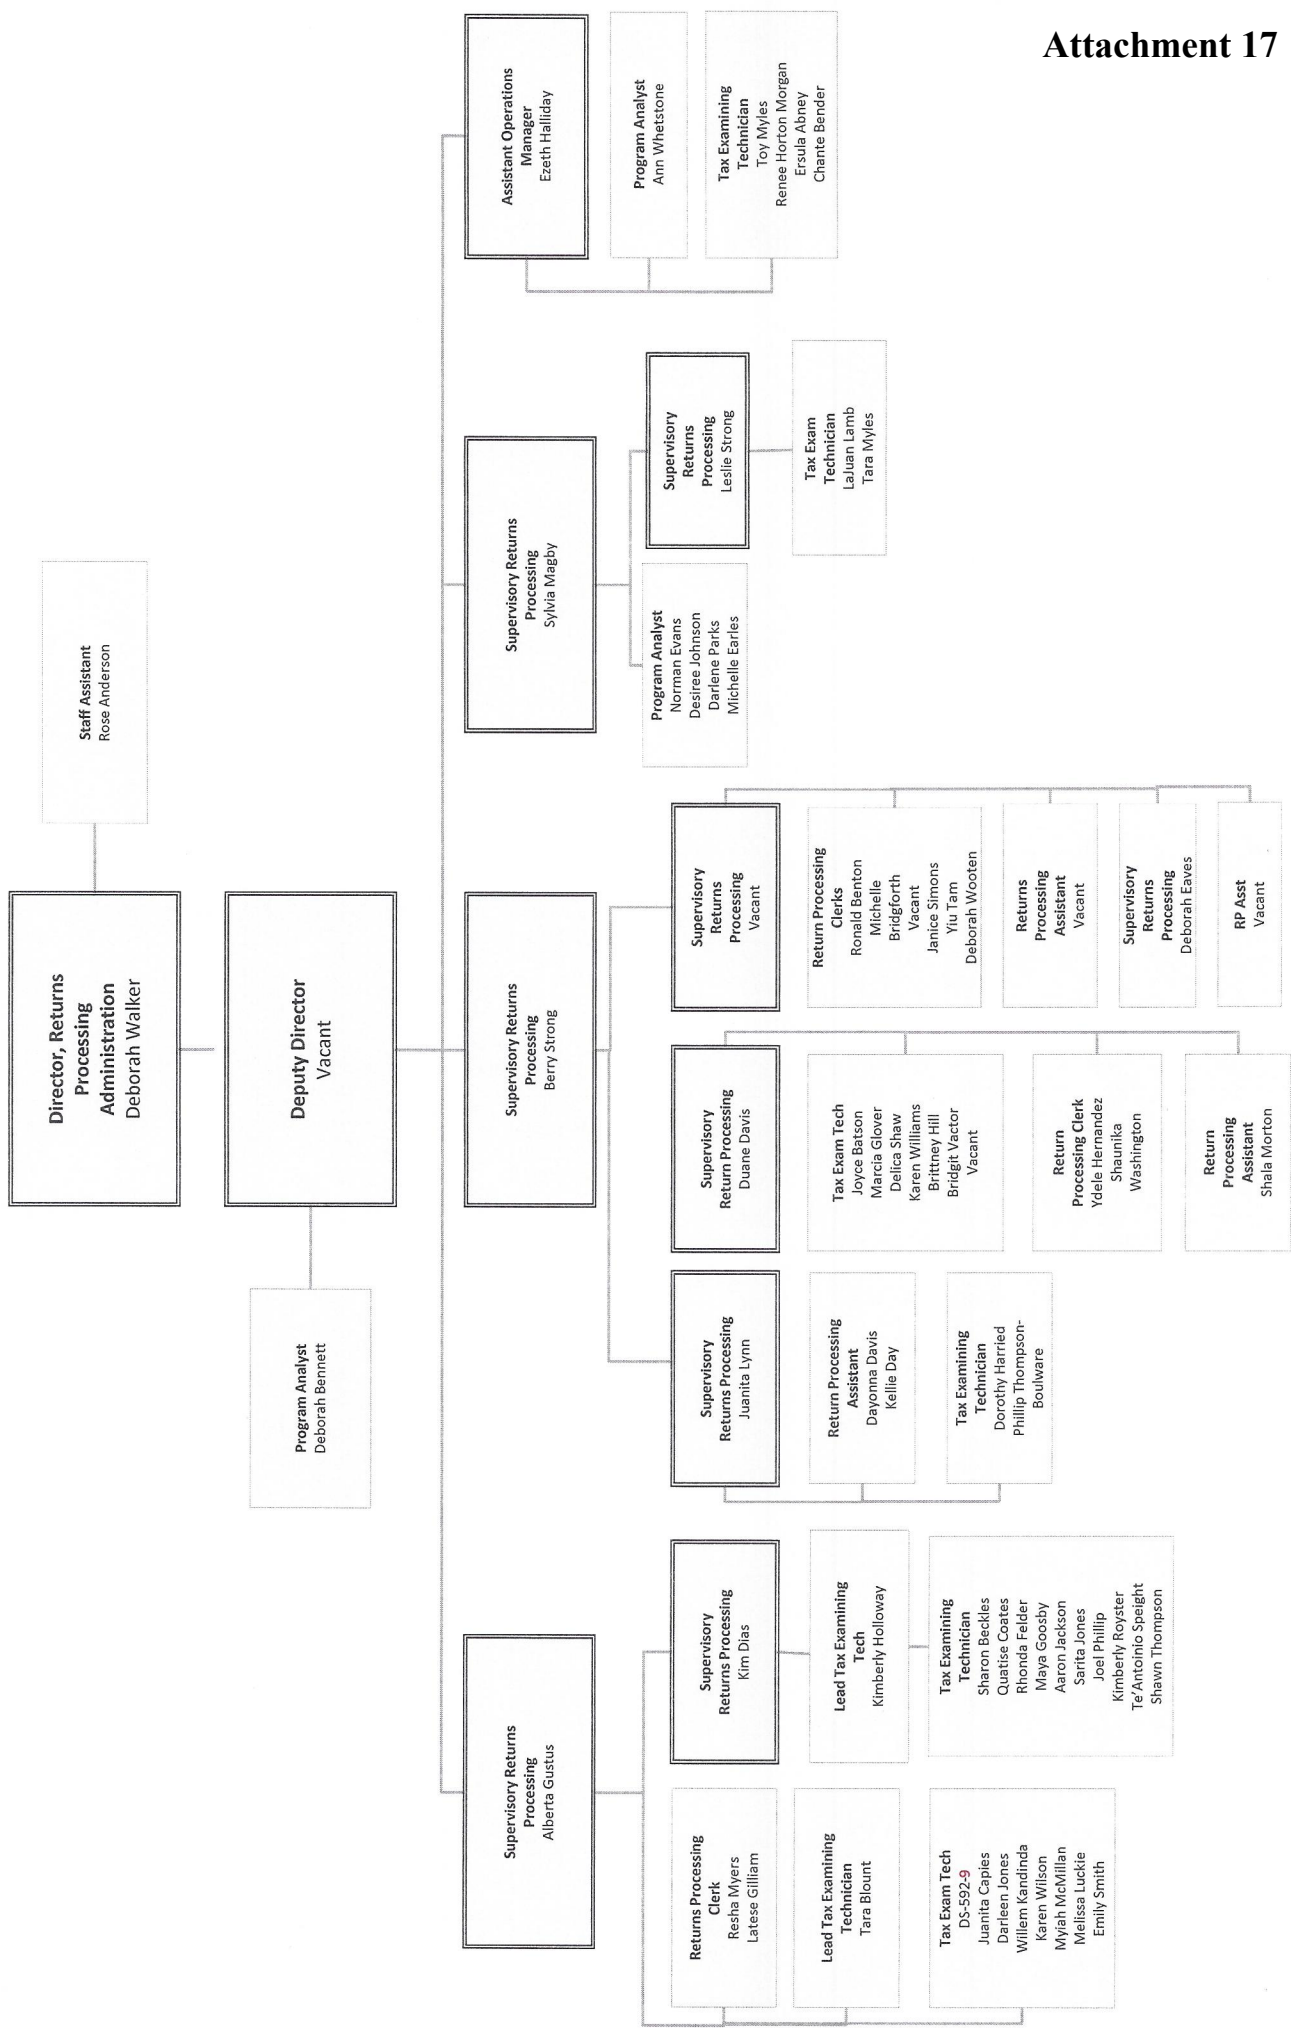 Attachment 17
Director, Returns
Processing
Administration
Deborah Walker
Staff Assistant
Rose Anderson
Deputy Director
Vacant
Program Analyst
Deborah Bennett
Supervisory Returns
Processing
Alberta Gustus
Returns Processing
Clerk
Resha Myers
Latese Gilliam
Lead Tax Examining
Technician
Tara Blount
Tax Exam Tech
DS-592-9
Juanita Capies
Darleen Jones
Willem Kandinda
Karen Wilson
Myiah McMillan
Melissa Luckie
Emily Smith
Supervisory
Returns Processing
Kim Dias
Lead Tax Examining
Tech
Kimberly Holloway
Tax Examining
Technician
Sharon Beckles
Quatise Coates
Rhonda Felder
Maya Goosby
Aaron Jackson
Sarita Jones
Joel Phillip
Kimberly Royster
Te'Antoinio Speight
Shawn Thompson
Supervisory Returns
Processing
Berry Strong
Supervisory
Returns Processing
Juanita Lynn
Return Processing
Assistant
Dayonna Davis
Kellie Day
Tax Examining
Technician
Dorothy Harried
Phillip Thompson-
Boulware
Supervisory
Return Processing
Duane Davis
Tax Exam Tech
Joyce Batson
Marcia Glover
Delica Shaw
Karen Williams
Brittney Hill
Bridgit Vactor
Vacant
Return
Processing Clerk
Ydele Hernandez
Shaunika
Washington
Return
Processing
Assistant
Shala Morton
Supervisory
Returns
Processing
Vacant
Return Processing
Clerks
Ronald Benton
Michelle
Bridgforth
Vacant
Janice Simons
Yiu Tam
Deborah Wooten
Returns
Processing
Assistant
Vacant
Supervisory
Returns
Processing
Deborah Eaves
RP Asst
Vacant
Supervisory Returns
Processing
Sylvia Magby
Program Analyst
Norman Evans
Desiree Johnson
Darlene Parks
Michelle Earles
Supervisory
Returns
Processing
Leslie Strong
Tax Exam
Technician
LaJuan Lamb
Tara Myles
Assistant Operations
Manager
Ezeth Halliday
Program Analyst
Ann Whetstone
Tax Examining
Technician
Toy Myles
Renee Horton Morgan
Ersula Abney
Chante Bender